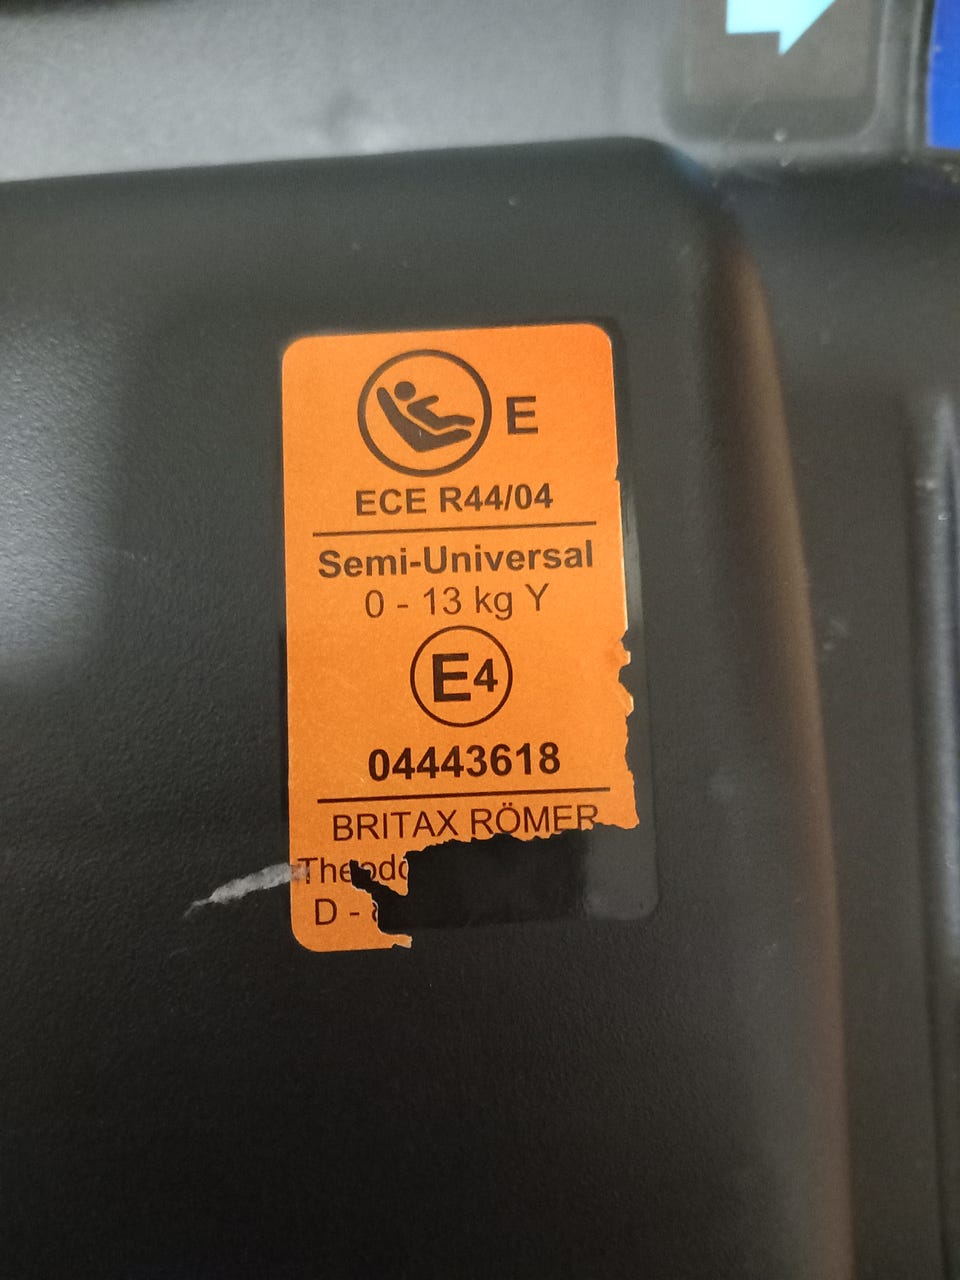 E
ECE R44/04
Semi-Universal
0 - 13 kg Y
E4
04443618
BRITAX RÖMER
D -